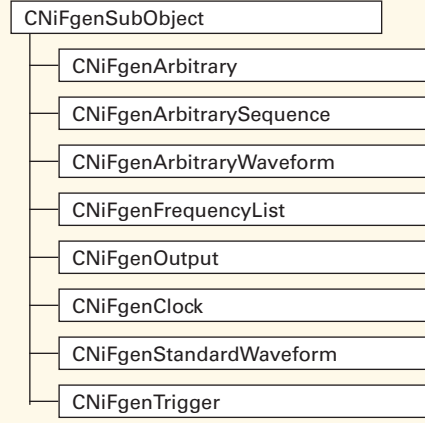 CNiFgenSubObject
CNiFgenArbitrary
CNiFgenArbitrarySequence
CNiFgenArbitraryWaveform
CNiFgenFrequencyList
CNiFgenOutput
CNiFgenClock
CNiFgenStandardWaveform
CNiFgenTrigger